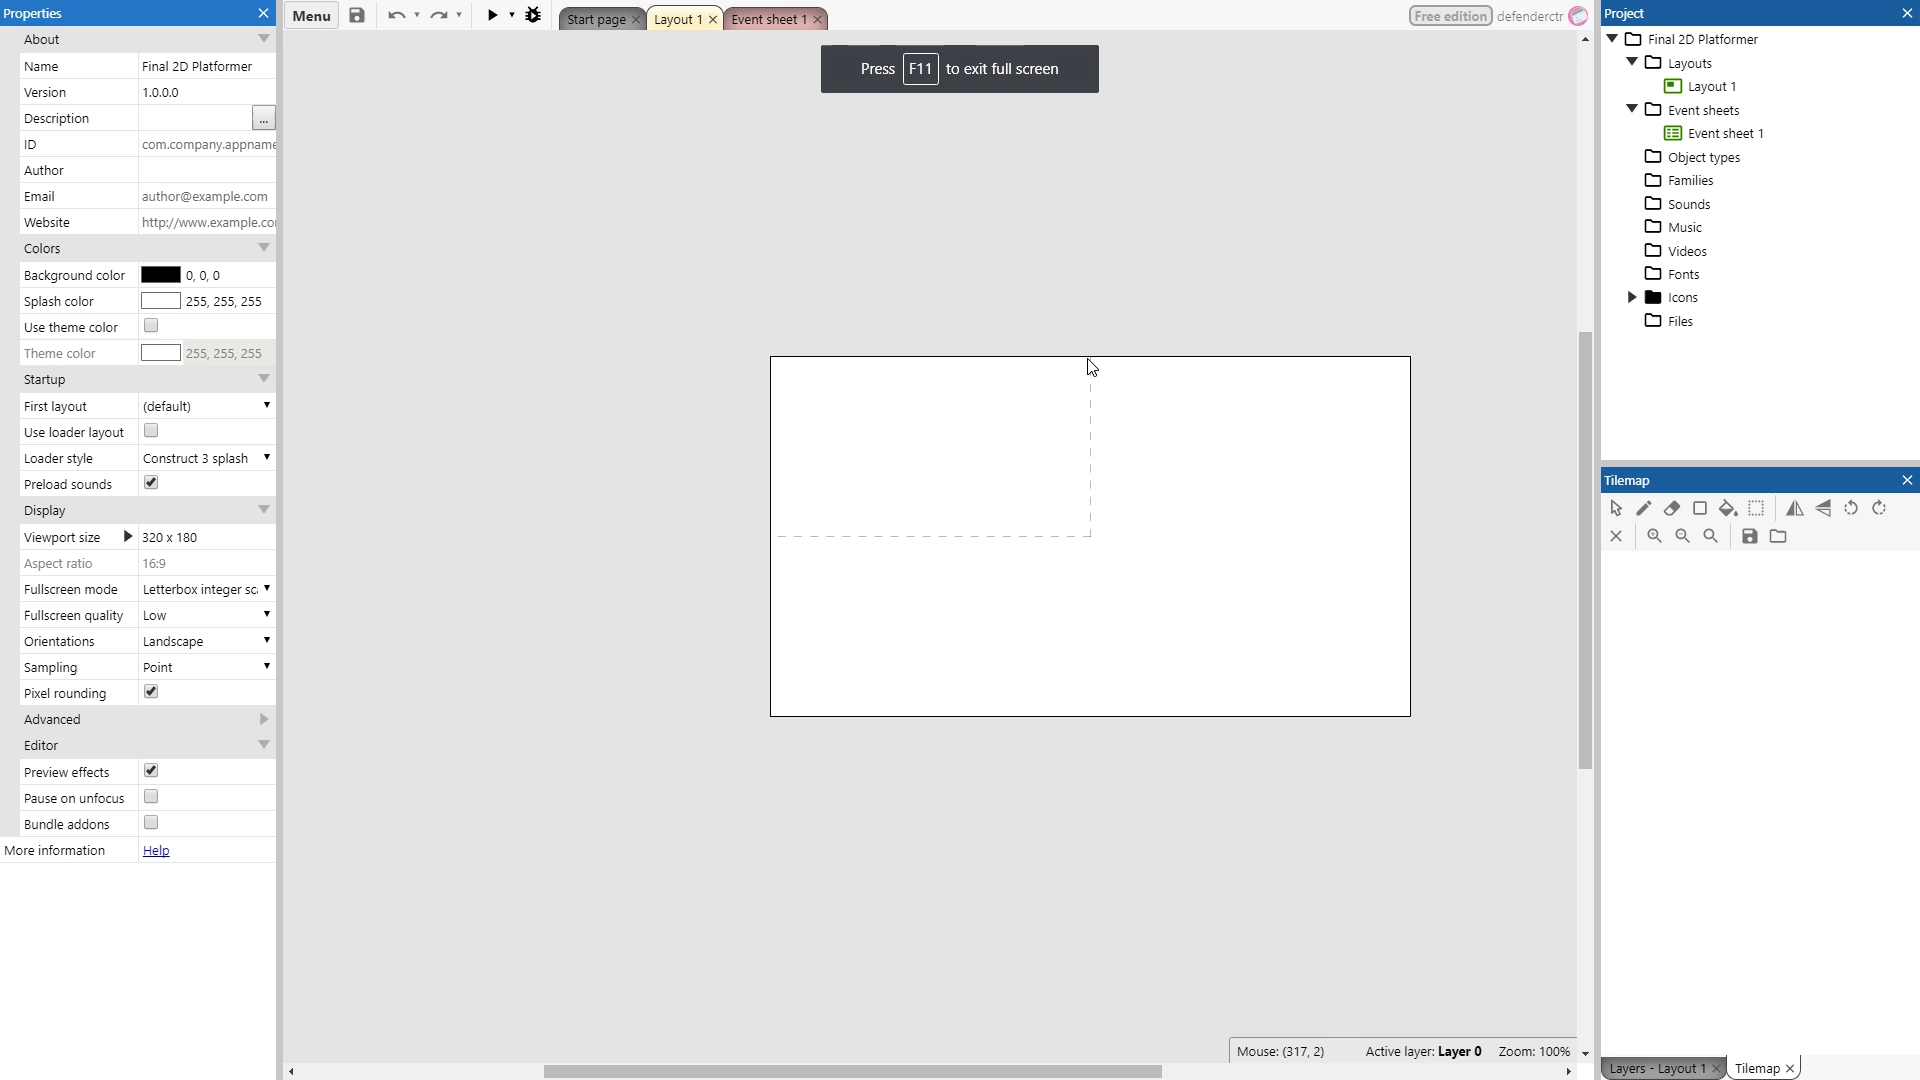 Properties
About
Name Final 2D Platformer
Version 1.0.0.0
Description ...
ID com.company.appname
Author
Email author@example.com
Website http://www.example.co
Colors
Background color 0, 0, 0
Splash color 255, 255, 255
Use theme color
Theme color 255, 255, 255
Startup
First layout (default)
Use loader layout
Loader style Construct 3 splash
Preload sounds
Display
Viewport size 320 x 180
Aspect ratio 16:9
Fullscreen mode Letterbox integer sc
Fullscreen quality Low
Orientations Landscape
Sampling Point
Pixel rounding
Advanced
Editor
Preview effects
Pause on unfocus
Bundle addons
More information Help
Menu
Start page
Layout 1
Event sheet 1
Free edition defenderctr
Press F11 to exit full screen
Mouse: (317, 2) Active layer: Layer 0 Zoom: 100%
Project
Final 2D Platformer
Layouts
Layout 1
Event sheets
Event sheet 1
Object types
Families
Sounds
Music
Videos
Fonts
Icons
Files
Tilemap
Layers - Layout 1
Tilemap